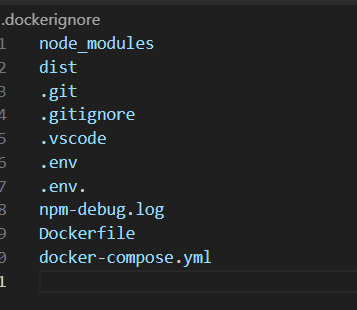 .dockerignore
1 node_modules
2 dist
3 .git
4 .gitignore
5 .vscode
6 .env
7 .env.
8 npm-debug.log
9 Dockerfile
0 docker-compose.yml
1